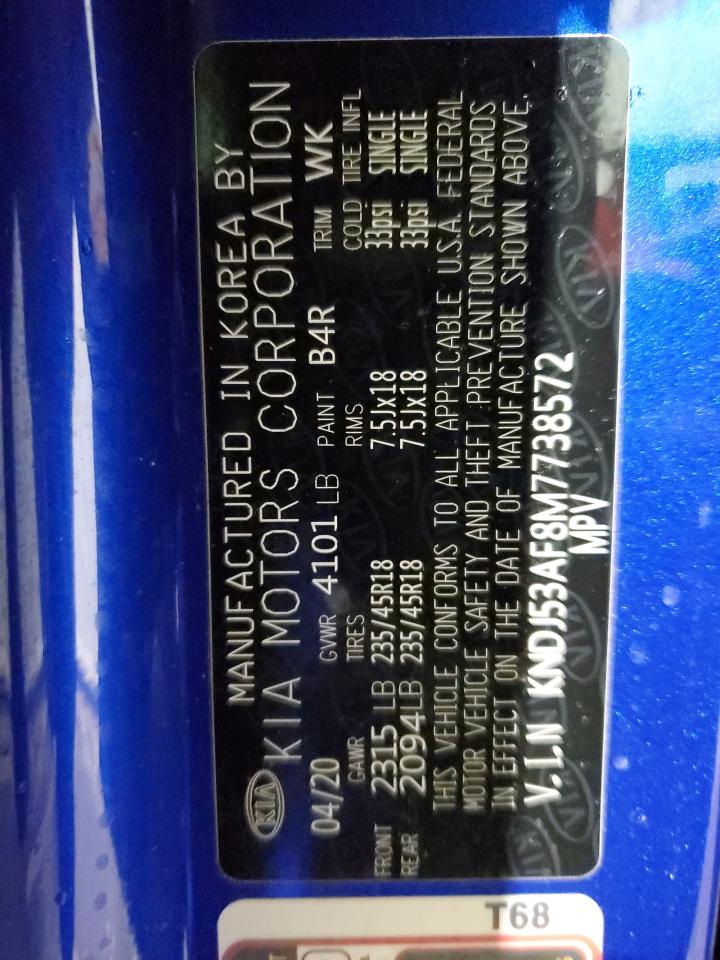 MANUFACTURED IN KOREA BY
KIA KIA MOTORS CORPORATION
04/20 GVWR 4101 LB PAINT B4R TRIM WK
GAWR TIRES RIMS COLD TIRE INFL
FRONT 2315 LB 235/45R18 7.5Jx18 33psi SINGLE
REAR 2094LB 235/45R18 7.5Jx18 33psi SINGLE
THIS VEHICLE CONFORMS TO ALL APPLICABLE U.S.A. FEDERAL
MOTOR VEHICLE SAFETY AND THEFT PREVENTION STANDARDS
IN EFFECT ON THE DATE OF MANUFACTURE SHOWN ABOVE.
V.I.N KNDJ53AF8M7738572
MPV
T68